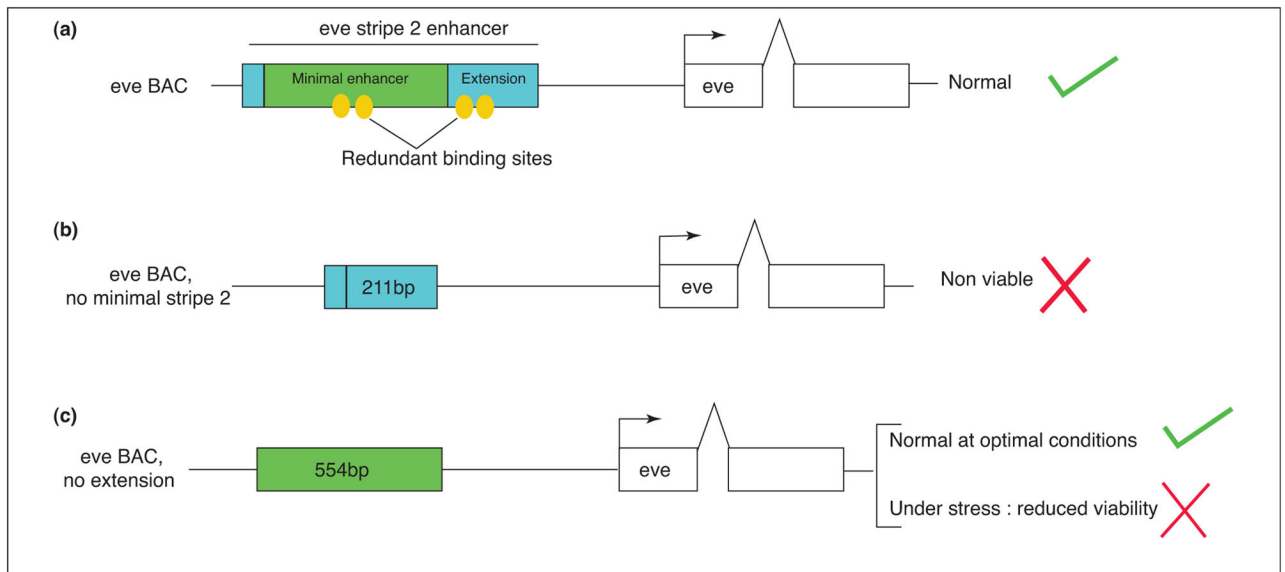 (a)
eve stripe 2 enhancer
eve BAC
Minimal enhancer
Extension
eve
Normal
Redundant binding sites
(b)
eve BAC,
no minimal stripe 2
211bp
eve
Non viable
(c)
eve BAC,
no extension
554bp
eve
Normal at optimal conditions
Under stress : reduced viability